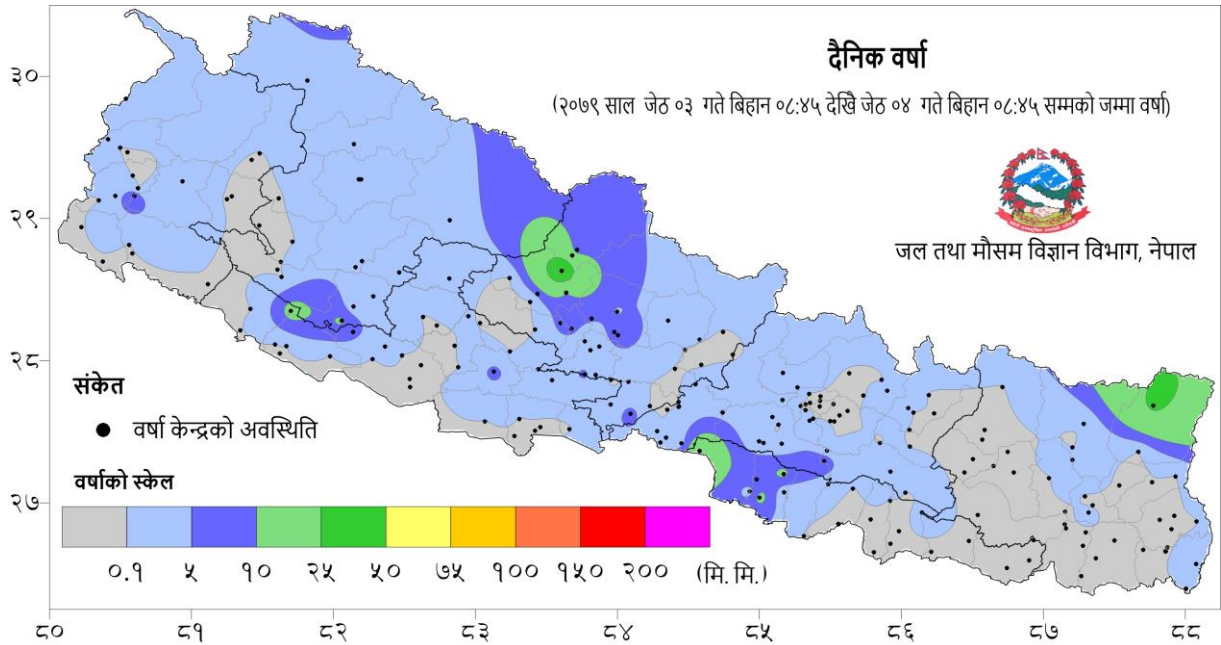 दैनिक वर्षा
(२०७९ साल जेठ ०३ गते बिहान ०८:४५ देखि जेठ ०४ गते बिहान ०८:४५ सम्मको जम्मा वर्षा)
जल तथा मौसम विज्ञान विभाग, नेपाल
३०
२९
२८
२७
संकेत
वर्षा केन्द्रको अवस्थिति
वर्षाको स्केल
०.१ ५ १० २५ ५० ७५ १०० १५० २०० (मि. मि.)
८० ८१ ८२ ८३ ८४ ८५ ८६ ८७ ८८